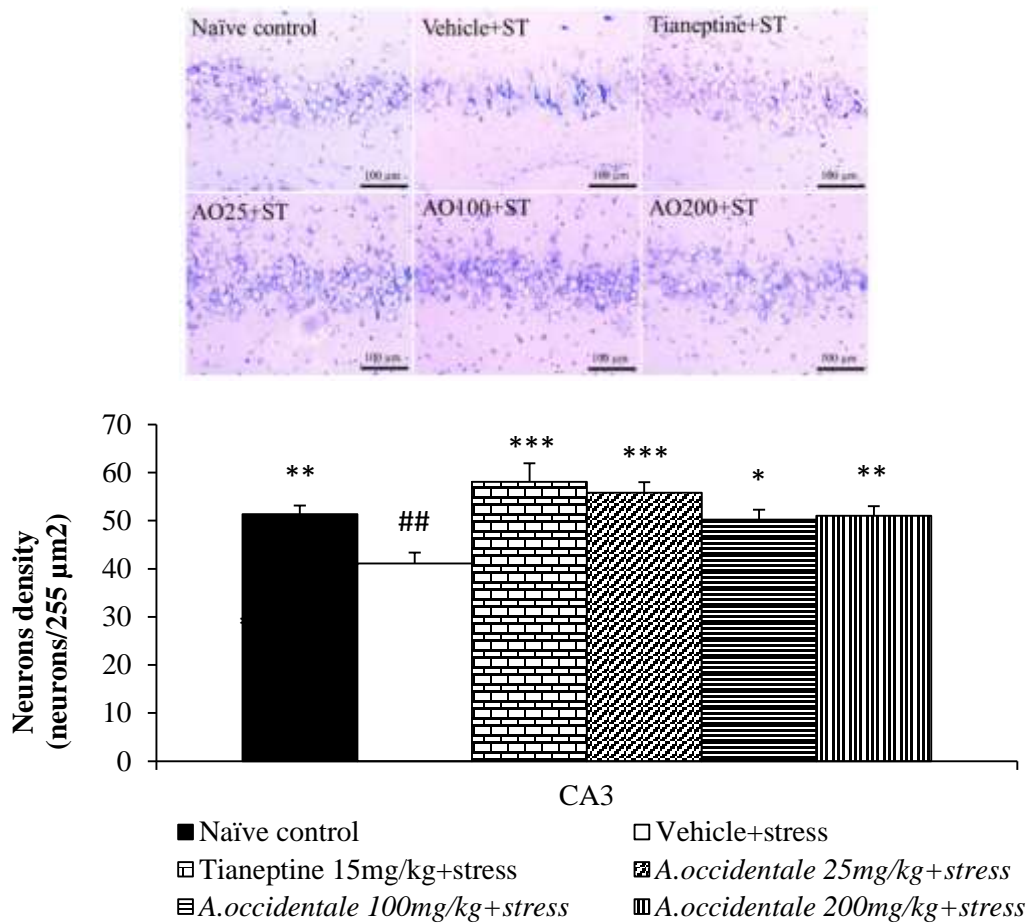 Naïve control Vehicle+ST Tianeptine+ST
100 µm 100 µm 100 µm
AO25+ST AO100+ST AO200+ST
100 µm 100 µm 100 µm
Neurons density
(neurons/255 µm2)
70
60
50
40
30
20
10
0
** ## *** *** * **
CA3
Naïve control Vehicle+stress
Tianeptine 15mg/kg+stress A.occidentale 25mg/kg+stress
A.occidentale 100mg/kg+stress A.occidentale 200mg/kg+stress